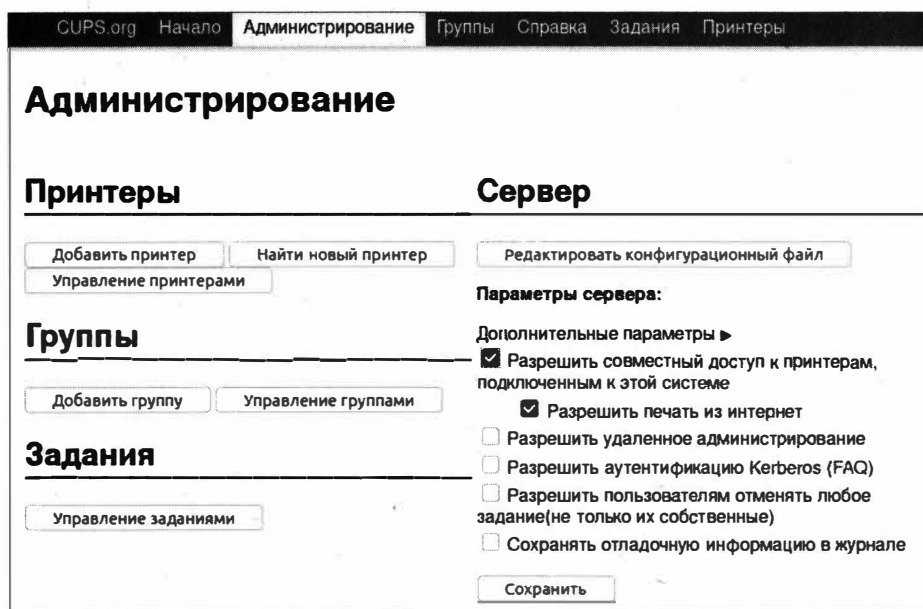 CUPS.org Начало Администрирование Группы Справка Задания Принтеры
Администрирование
Принтеры
Добавить принтер Найти новый принтер
Управление принтерами
Группы
Добавить группу Управление группами
Задания
Управление заданиями
Сервер
Редактировать конфигурационный файл
Параметры сервера:
Дополнительные параметры ▶
Разрешить совместный доступ к принтерам,
подключенным к этой системе
Разрешить печать из интернет
Разрешить удаленное администрирование
Разрешить аутентификацию Kerberos (FAQ)
Разрешить пользователям отменять любое
задание(не только их собственные)
Сохранять отладочную информацию в журнале
Сохранить